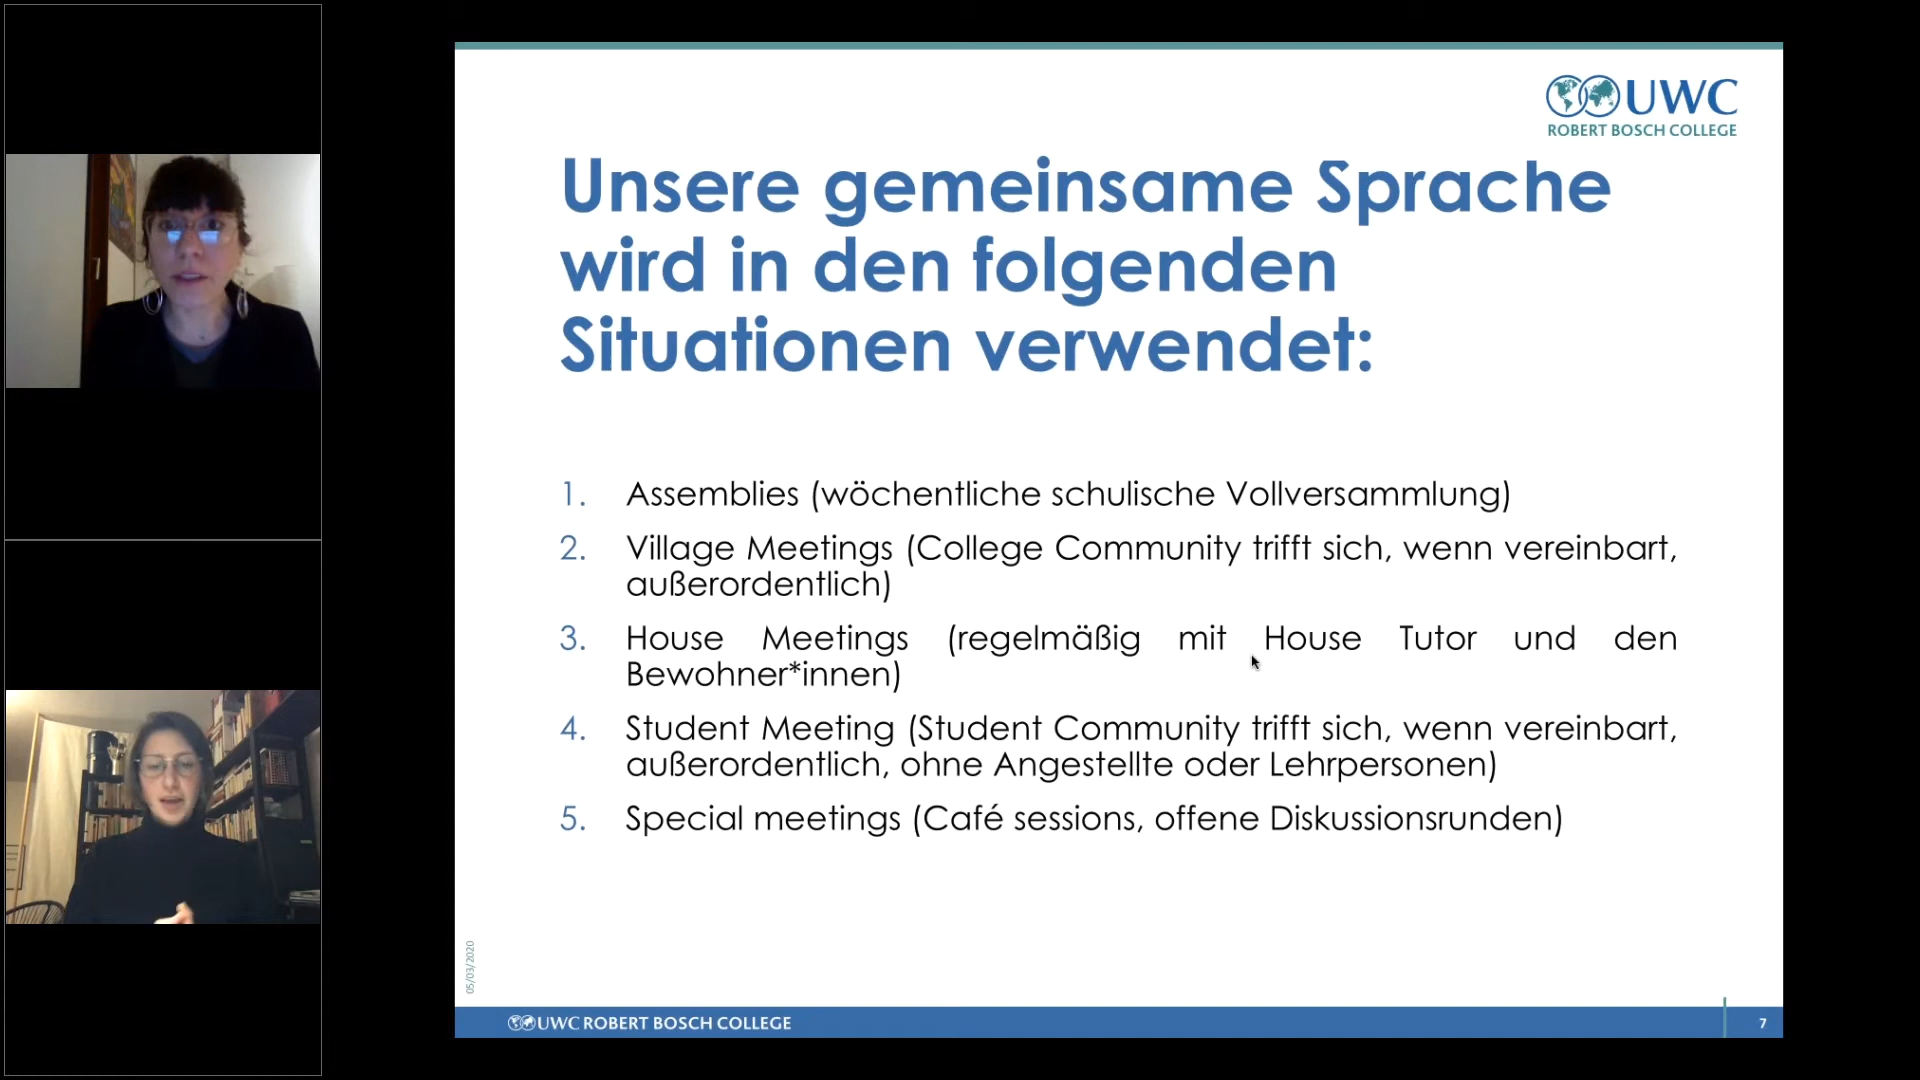 UWC
ROBERT BOSCH COLLEGE
Unsere gemeinsame Sprache
wird in den folgenden
Situationen verwendet:
1. Assemblies (wöchentliche schulische Vollversammlung)
2. Village Meetings (College Community trifft sich, wenn vereinbart,
außerordentlich)
3. House Meetings (regelmäßig mit House Tutor und den
Bewohner*innen)
4. Student Meeting (Student Community trifft sich, wenn vereinbart,
außerordentlich, ohne Angestellte oder Lehrpersonen)
5. Special meetings (Café sessions, offene Diskussionsrunden)
05/03/2020
UWC ROBERT BOSCH COLLEGE
7